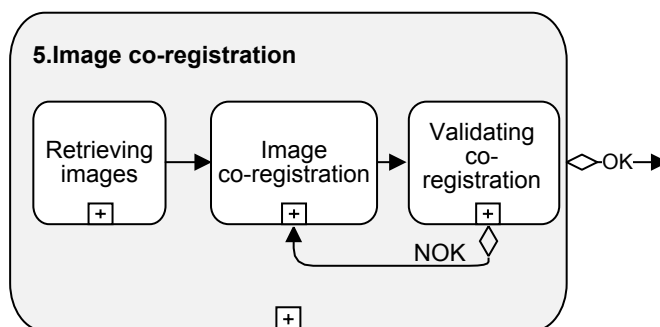 5.Image co-registration
Retrieving
images
Image
co-registration
Validating
co-
registration
OK
NOK